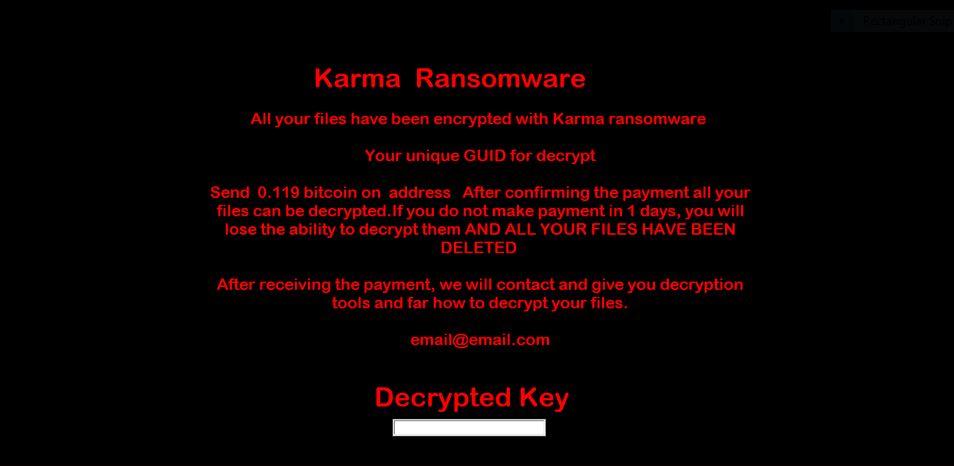 Rectangular Snip
Karma Ransomware
All your files have been encrypted with Karma ransomware
Your unique GUID for decrypt
Send 0.119 bitcoin on address After confirming the payment all your
files can be decrypted.If you do not make payment in 1 days, you will
lose the ability to decrypt them AND ALL YOUR FILES HAVE BEEN
DELETED
After receiving the payment, we will contact and give you decryption
tools and far how to decrypt your files.
email@email.com
Decrypted Key